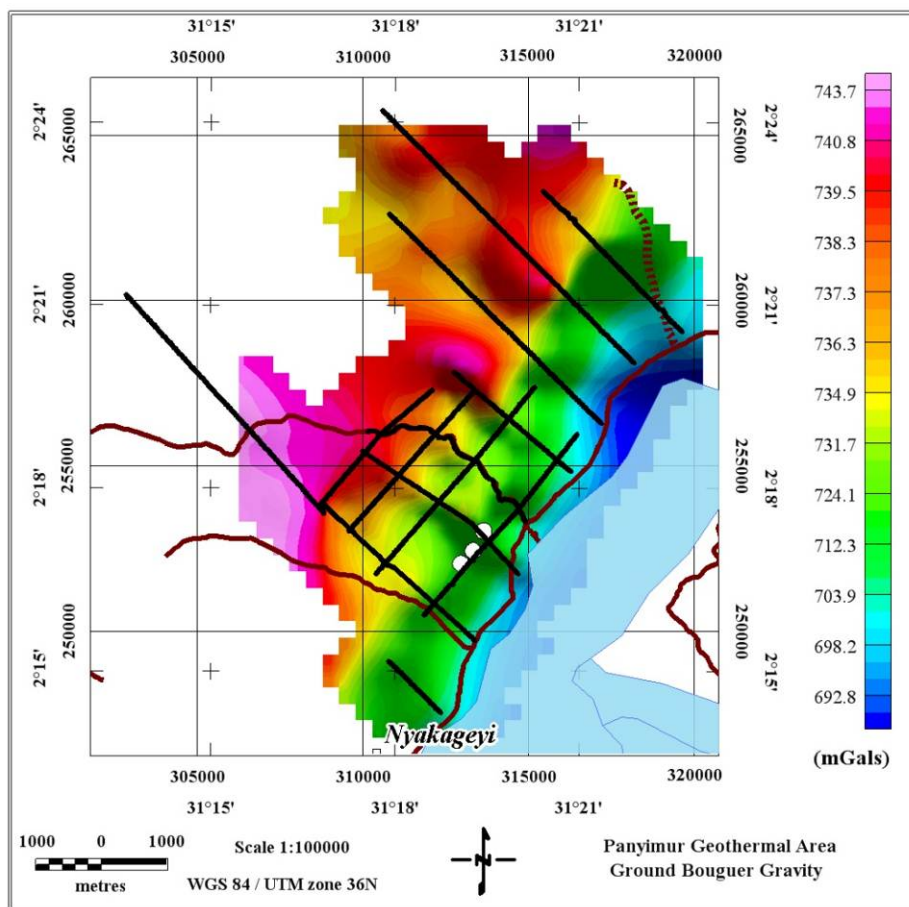 31°15' 31°18' 31°21'
305000 310000 315000 320000
2°24' 265000 265000 2°24'
2°21' 260000 260000 2°21'
2°18' 255000 255000 2°18'
2°15' 250000 250000 2°15'
Nyakageyi
305000 310000 315000 320000
31°15' 31°18' 31°21'
743.7
740.8
739.5
738.3
737.3
736.3
734.9
731.7
724.1
712.3
703.9
698.2
692.8
(mGals)
1000 0 1000
metres
Scale 1:100000
WGS 84 / UTM zone 36N
N
Panyimur Geothermal Area
Ground Bouguer Gravity